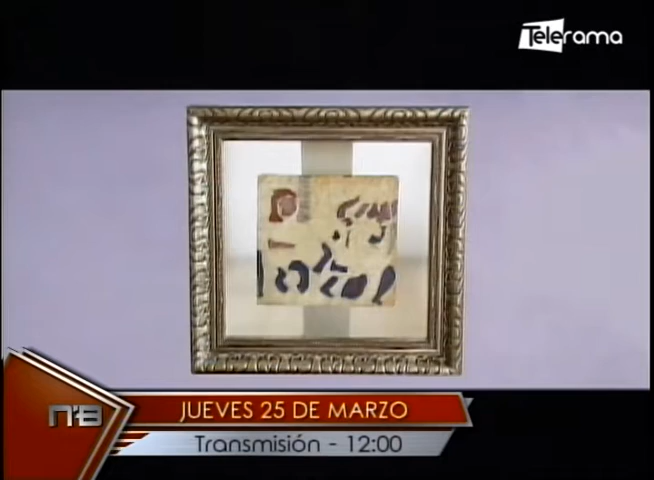 Telerama
N'B
JUEVES 25 DE MARZO
Transmisión - 12:00